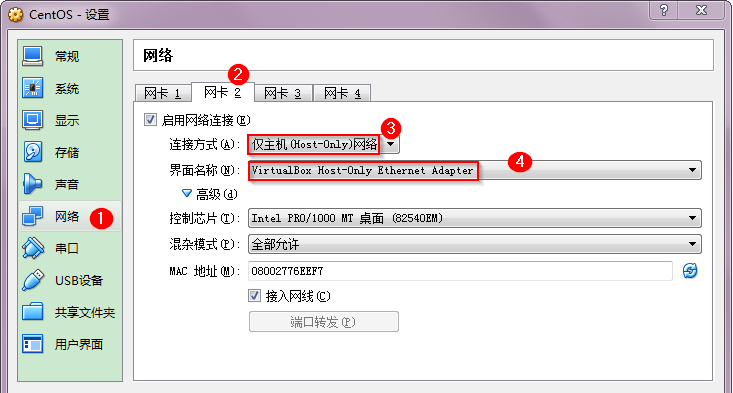 CentOS - 设置
?
常规
系统
显示
存储
声音
网络
1
串口
USB设备
共享文件夹
用户界面
网络
2
网卡 1
网卡 2
网卡 3
网卡 4
启用网络连接(E)
3
连接方式(A): 仅主机(Host-Only)网络
4
界面名称(N): VirtualBox Host-Only Ethernet Adapter
高级(d)
控制芯片(T): Intel PRO/1000 MT 桌面 (82540EM)
混杂模式(P): 全部允许
MAC 地址(M): 08002776EEF7
接入网线(C)
端口转发(P)